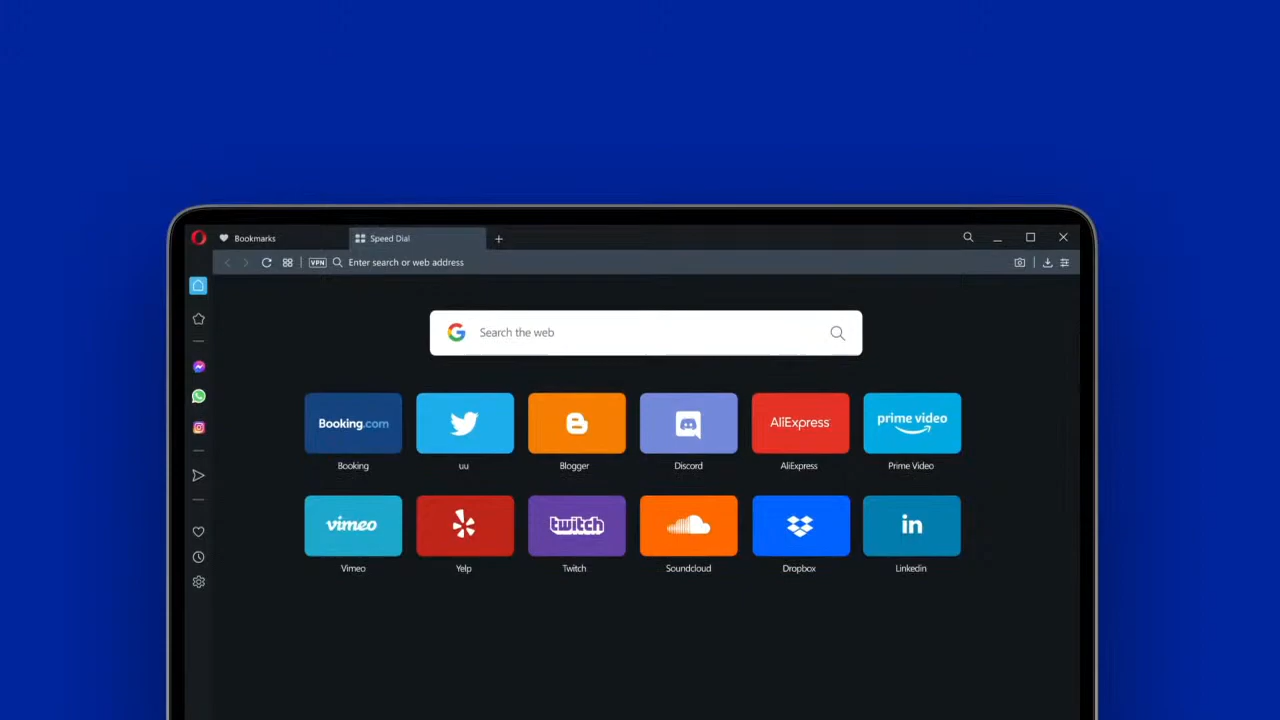 Bookmarks
Speed Dial
VPN
Enter search or web address
Search the web
Booking.com
AliExpress
prime video
Booking
uu
Blogger
Discord
AliExpress
Prime Video
vimeo
twitch
in
Vimeo
Yelp
Twitch
Soundcloud
Dropbox
Linkedin